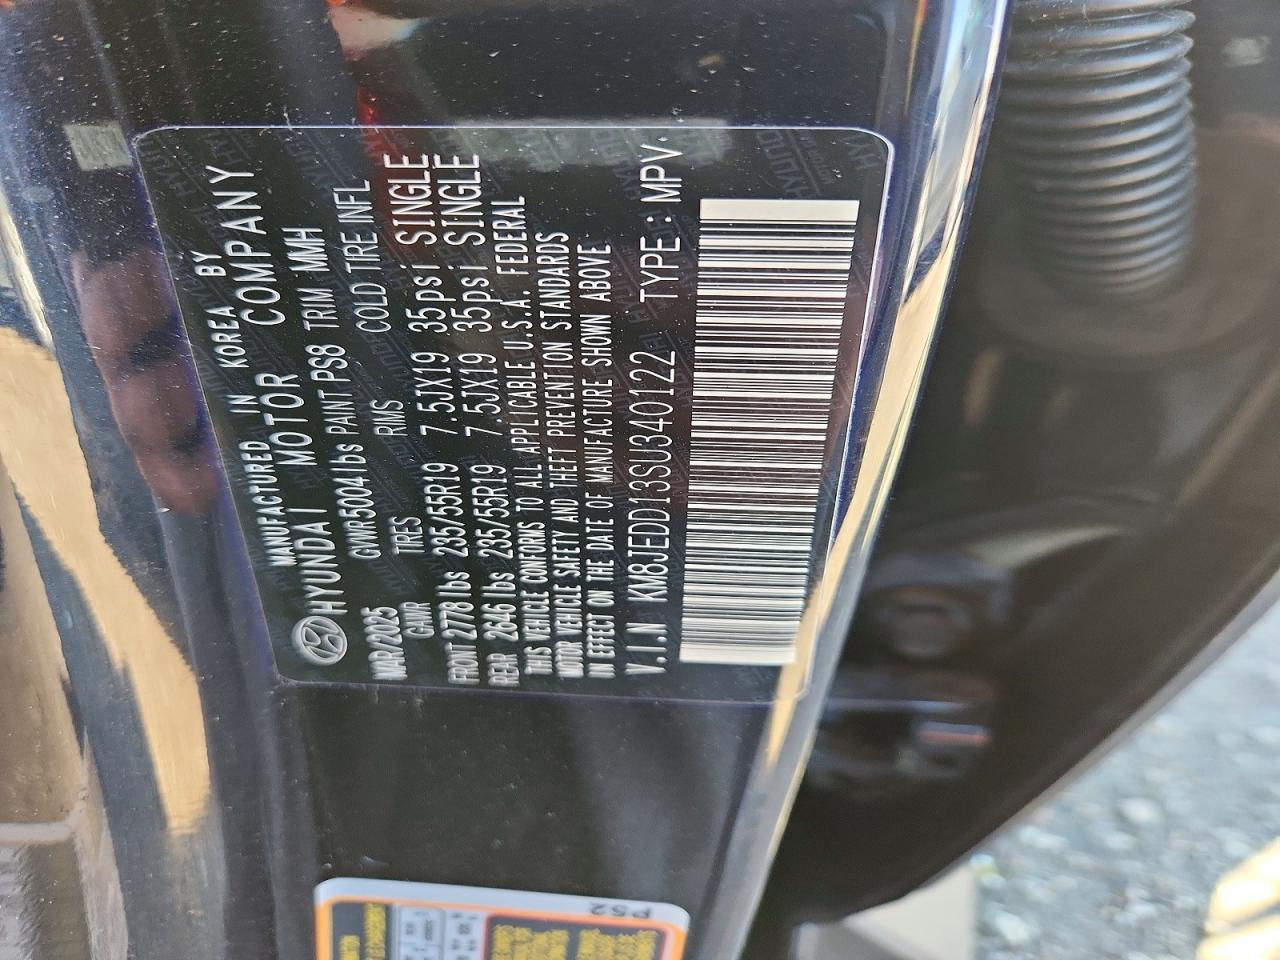 MANUFACTURED IN KOREA BY
HYUNDAI MOTOR COMPANY
MAR/2025 GVWR 5004 lbs PAINT PS8 TRIM MMH
GAWR TIRES RIMS COLD TIRE INFL
FRONT 2778 lbs 235/55R19 7.5JX19 35psi SINGLE
REAR 2646 lbs 235/55R19 7.5JX19 35psi SINGLE
THIS VEHICLE CONFORMS TO ALL APPLICABLE U.S.A. FEDERAL
MOTOR VEHICLE SAFETY AND THEFT PREVENTION STANDARDS
IN EFFECT ON THE DATE OF MANUFACTURE SHOWN ABOVE
V.I.N KM8JEDD13SU340122 TYPE : MPV.
P52